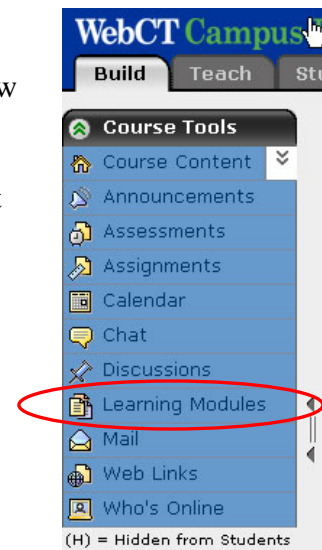 WebCT Campus
Build Teach Stu
w
Course Tools
Course Content
Announcements
t
Assessments
Assignments
Calendar
Chat
Discussions
Learning Modules
Mail
Web Links
Who's Online
(H) = Hidden from Students